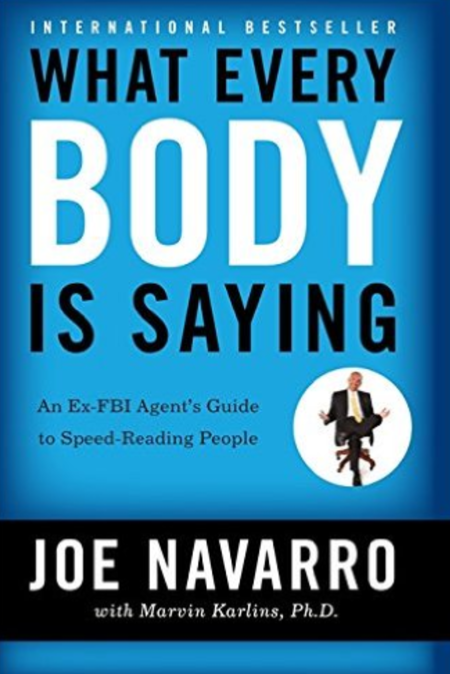 INTERNATIONAL BESTSELLER
WHAT EVERY
BODY
IS SAYING
An Ex-FBI Agent's Guide
to Speed-Reading People
JOE NAVARRO
with Marvin Karlins, Ph.D.